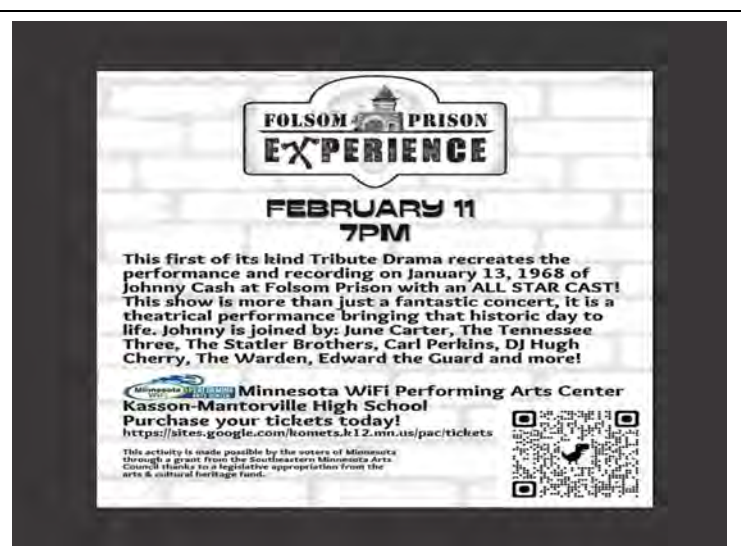 FOLSOM PRISON
EXPERIENCE
FEBRUARY 11
7PM
This first of its kind Tribute Drama recreates the
performance and recording on January 13, 1968 of
Johnny Cash at Folsom Prison with an ALL STAR CAST!
This show is more than just a fantastic concert, it is a
theatrical performance bringing that historic day to
life. Johnny is joined by: June Carter, The Tennessee
Three, The Statler Brothers, Carl Perkins, DJ Hugh
Cherry, The Warden, Edward the Guard and more!
Minnesota WiFi PERFORMING ARTS CENTER Minnesota WiFi Performing Arts Center
Kasson-Mantorville High School
Purchase your tickets today!
https://sites.google.com/komets.k12.mn.us/pac/tickets
This activity is made possible by the voters of Minnesota
through a grant from the Southeastern Minnesota Arts
Council thanks to a legislative appropriation from the
arts & cultural heritage fund.